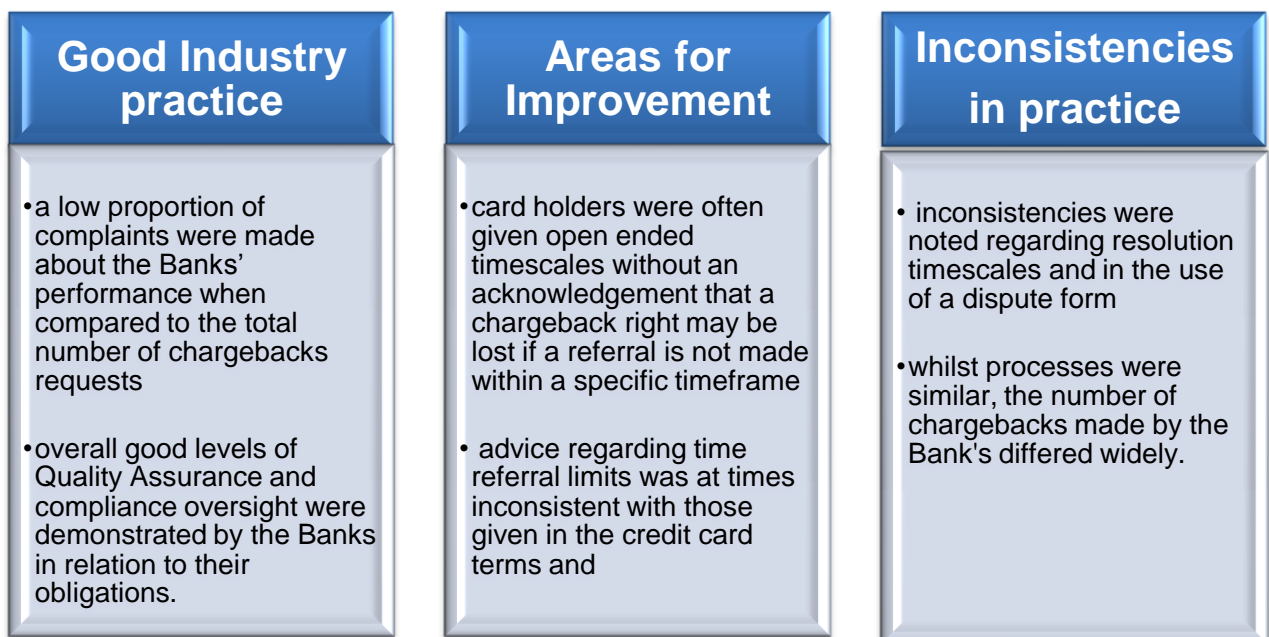 Good Industry
practice
•a low proportion of
complaints were made
about the Banks’
performance when
compared to the total
number of chargebacks
requests
•overall good levels of
Quality Assurance and
compliance oversight were
demonstrated by the Banks
in relation to their
obligations.
Areas for
Improvement
•card holders were often
given open ended
timescales without an
acknowledgement that a
chargeback right may be
lost if a referral is not made
within a specific timeframe
• advice regarding time
referral limits was at times
inconsistent with those
given in the credit card
terms and
Inconsistencies
in practice
• inconsistencies were
noted regarding resolution
timescales and in the use
of a dispute form
•whilst processes were
similar, the number of
chargebacks made by the
Bank's differed widely.